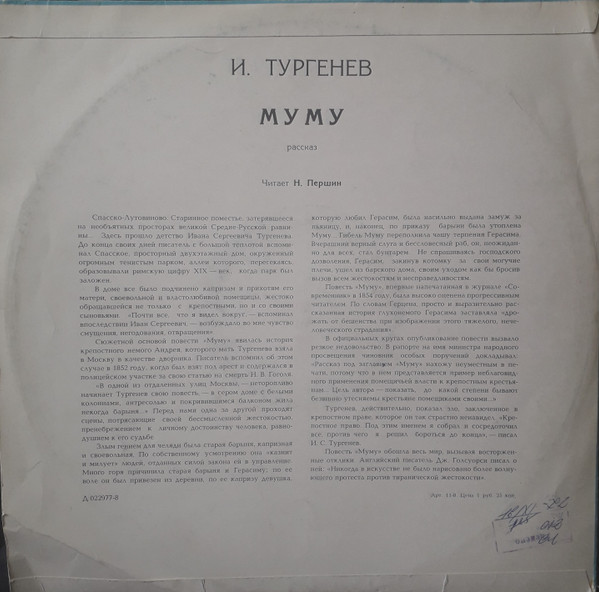 И. ТУРГЕНЕВ
МУМУ
рассказ
Читает Н. Першин
Спасско-Лутовиново. Старинное поместье, затерявшееся
на необъятных просторах великой Средне-Русской равни-
ны... Здесь прошло детство Ивана Сергеевича Тургенева.
До конца своих дней писатель с большой теплотой вспоми-
нал Спасское, просторный двухэтажный дом, окруженный
огромным тенистым парком, аллеи которого, перегекаясь,
образовывали римскую цифру XIX — век, когда парк был
заложен.
В доме все было подчинено капризам и прихотям его
матери, своевольной и властолюбивой помещицы, жестоко
обращавшейся не только с крепостными, но и со своими
сыновьями. «Почти все, что я видел вокруг, — вспоминал
впоследствии Иван Сергеевич, — возбуждало во мне чувство
смущения, негодования, отвращения».
Сюжетной основой повести «Муму» явилась история
крепостного немого Андрея, которого мать Тургенева взяла
в Москву в качестве дворника. Писатель вспомнил об этом
случае в 1852 году, когда был взят под арест и содержался в
полицейском участке за свою статью на смерть Н. В. Гоголя.
«В одной из отдаленных улиц Москвы, — неторопливо
начинает Тургенев свою повесть, — в сером доме с белыми
колоннами, антресолью и покривившимся балконом жила
некогда барыня...» Перед нами одна за другой проходят
сцены, потрясающие своей бессмысленной жестокостью,
пренебрежением к личному достоинству человека, равно-
душием к его судьбе.
Злым гением для челяди была старая барыня, капризная
и своевольная. По собственному усмотрению она «казнит
и милует» людей, отданных силой закона ей в управление.
Много горя причинила старая барыня и Герасиму: по ее
воле он был привезен из деревни, по ее капризу девушка,
которую любил Герасим, была насильно выдана замуж за
пьяницу, и, наконец, по приказу барыни была утоплена
Муму... Гибель Муму переполнила чашу терпения Герасима.
Вчерашний верный слуга и бессловесный раб, он, неожидан-
но для всех, стал бунтарем. Не спрашиваясь господского
дозволения, Герасим, закинув котомку за свои могучие
плечи, ушел из барского дома, своим уходом как бы бросив
вызов всем жестокостям и несправедливостям.
Повесть «Муму», впервые напечатанная в журнале «Со-
временник» в 1854 году, была высоко оценена прогрессивным
читателем. По словам Герцена, просто и выразительно рас-
сказанная история глухонемого Герасима заставляла «дро-
жать от бешенства при изображении этого тяжелого, нече-
ловеческого страдания».
В официальных кругах опубликование повести вызвало
резкое недовольство. В рапорте на имя министра народного
просвещения чиновник особых поручений докладывал:
«Рассказ под заглавием «Муму» нахожу неуместным в пе-
чати, потому что в нем представляется пример неблаговид-
ного применения помещичьей власти к крепостным крестья-
нам... Цель автора — показать, до какой степени бывают
безвинно утеснены крестьяне помещиками своими...»
Тургенев, действительно, показал зло, заключенное в
крепостном праве, которое он так страстно ненавидел. «Кре-
постное право. Под этим именем я собрал и сосредоточил
все, против чего я решил бороться до конца», — писал
И. С. Тургенев.
Повесть «Муму» обошла весь мир, вызывая восторжен-
ные отклики. Английский писатель Дж. Голсуорси писал о
ней: «Никогда в искусстве не было нарисовано более волну-
ющего протеста против тиранической жестокости»
Д 022977-8
Арт. 11-8 Цена 1 руб. 25 коп.